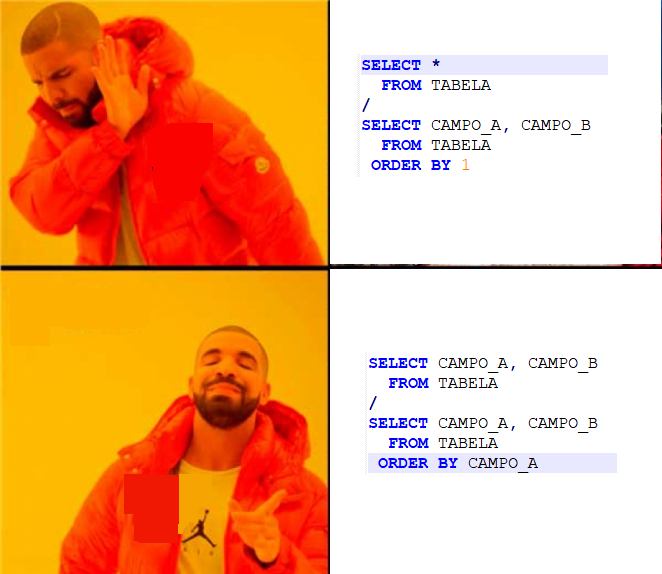 SELECT *
FROM TABELA
/
SELECT CAMPO_A, CAMPO_B
FROM TABELA
ORDER BY 1
SELECT CAMPO_A, CAMPO_B
FROM TABELA
/
SELECT CAMPO_A, CAMPO_B
FROM TABELA
ORDER BY CAMPO_A